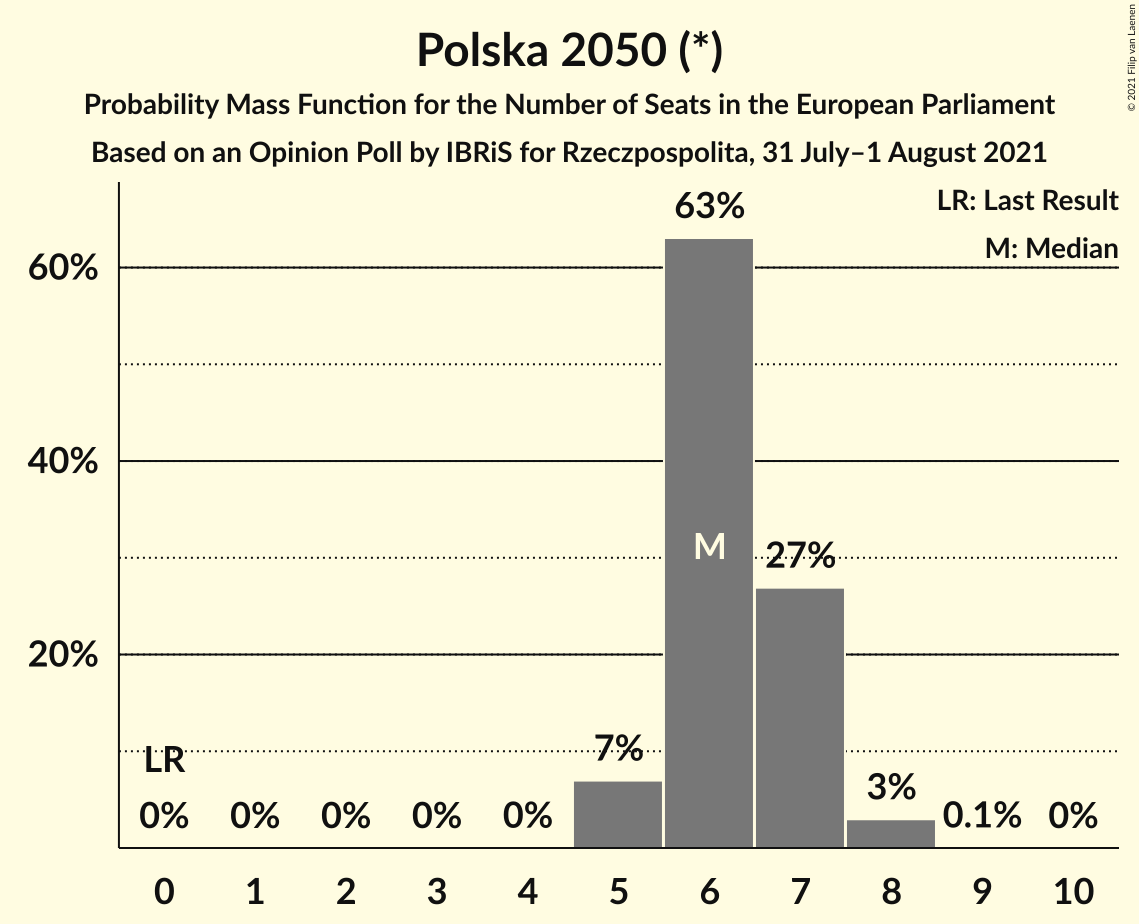 Polska 2050 (*)
Probability Mass Function for the Number of Seats in the European Parliament
Based on an Opinion Poll by IBRiS for Rzeczpospolita, 31 July–1 August 2021
© 2021 Filip van Laenen
LR: Last Result
M: Median
60%
40%
20%
LR
0%
0%
0%
0%
0%
7%
63%
M
27%
3%
0.1%
0%
0 1 2 3 4 5 6 7 8 9 10